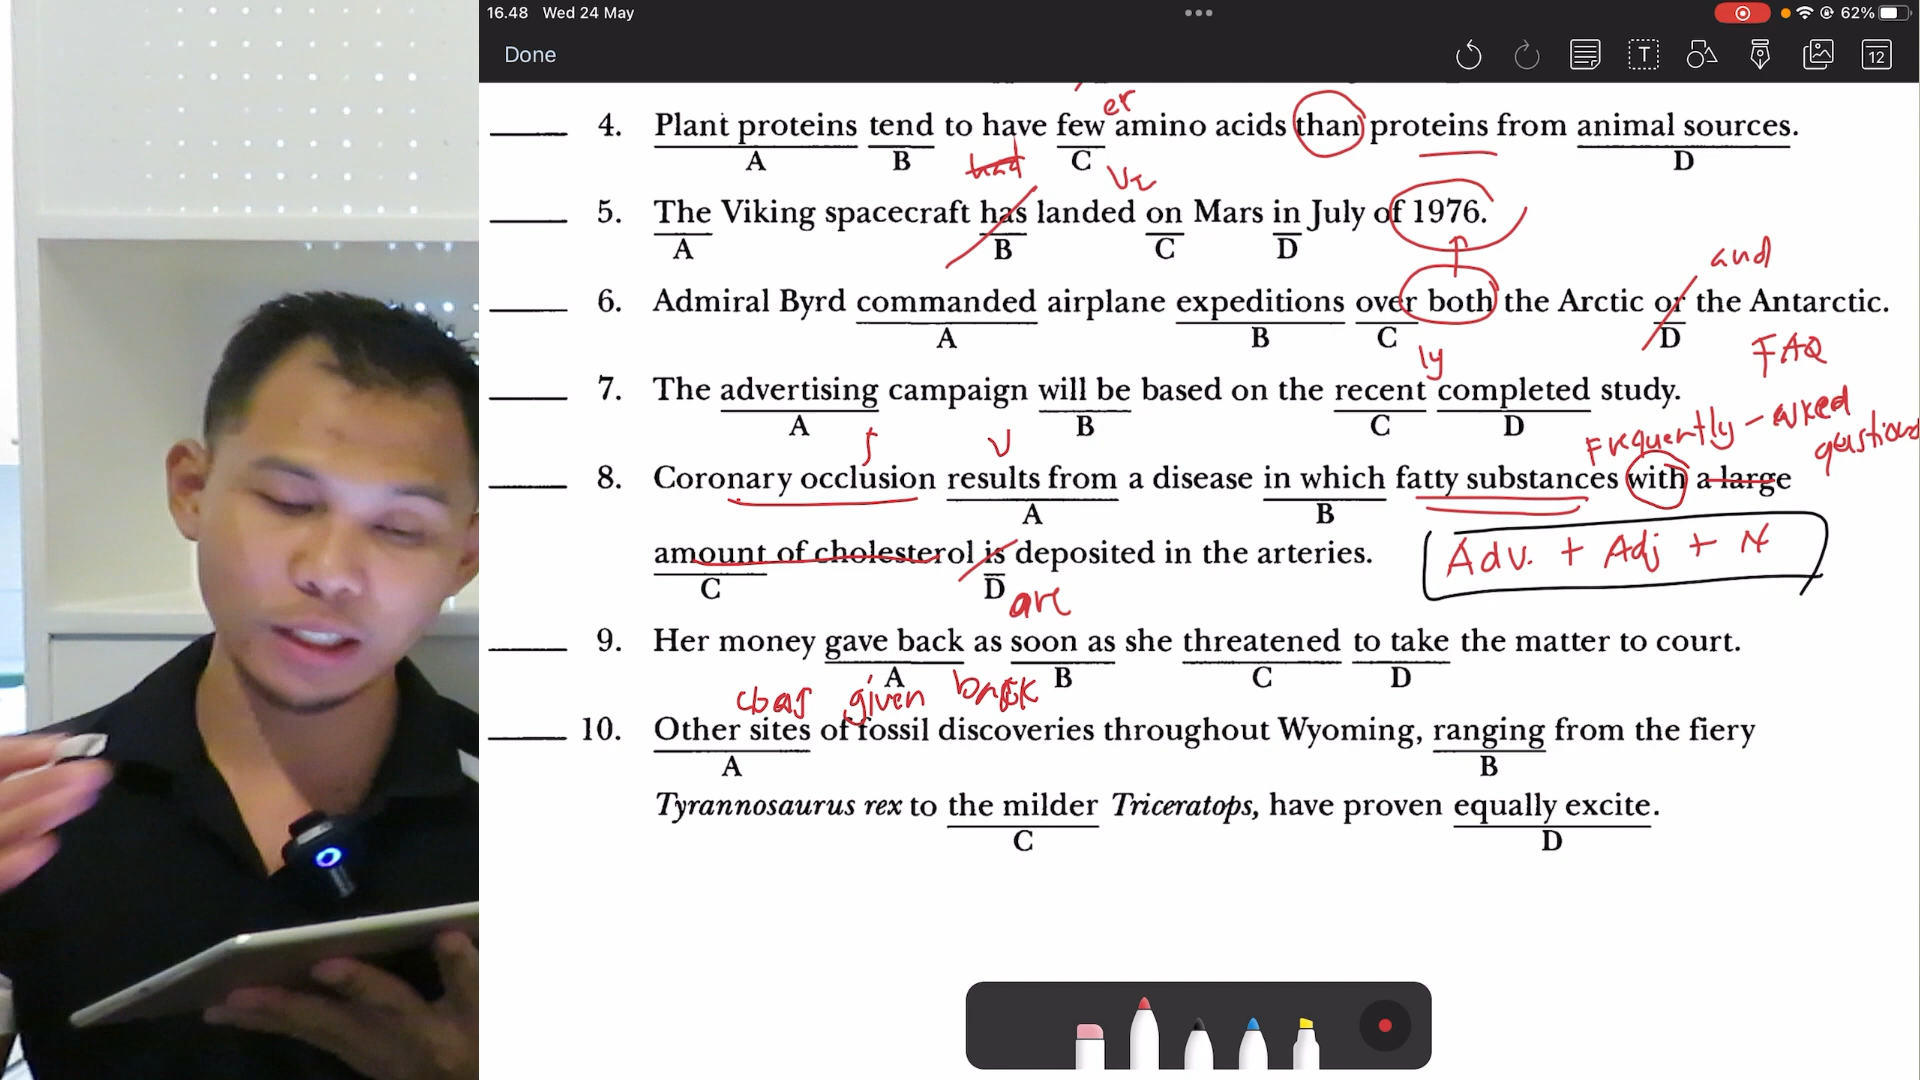 16.48 Wed 24 May
62%
Done
T
12
er
4. Plant proteins tend to have few amino acids than proteins from animal sources.
A B C D
had V2
5. The Viking spacecraft has landed on Mars in July of 1976.
A B C D
and
6. Admiral Byrd commanded airplane expeditions over both the Arctic or the Antarctic.
A B C D
ly FAQ
7. The advertising campaign will be based on the recent completed study.
A B C D
S V Frequently-asked questions
8. Coronary occlusion results from a disease in which fatty substances with a large
A B
amount of cholesterol is deposited in the arteries.
C D
are
Adv. + Adj + N
9. Her money gave back as soon as she threatened to take the matter to court.
A B C D
given back
10. Other sites of fossil discoveries throughout Wyoming, ranging from the fiery
A B
Tyrannosaurus rex to the milder Triceratops, have proven equally excite.
C D